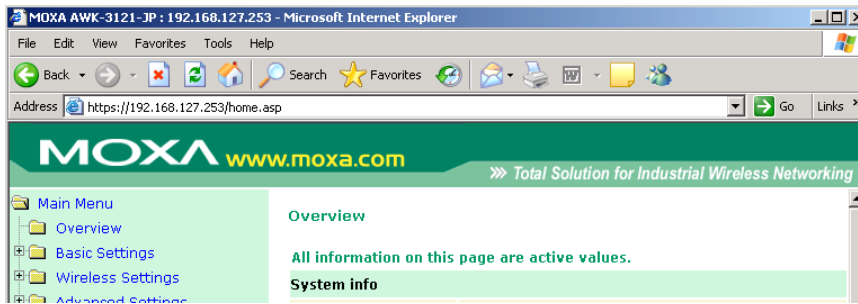 MOXA AWK-3121-JP : 192.168.127.253 - Microsoft Internet Explorer
File Edit View Favorites Tools Help
Back Search Favorites
Address https://192.168.127.253/home.asp Go Links »
MOXA www.moxa.com
»» Total Solution for Industrial Wireless Networking
Main Menu
Overview
Basic Settings
Wireless Settings
Advanced Settings
Overview
All information on this page are active values.
System info